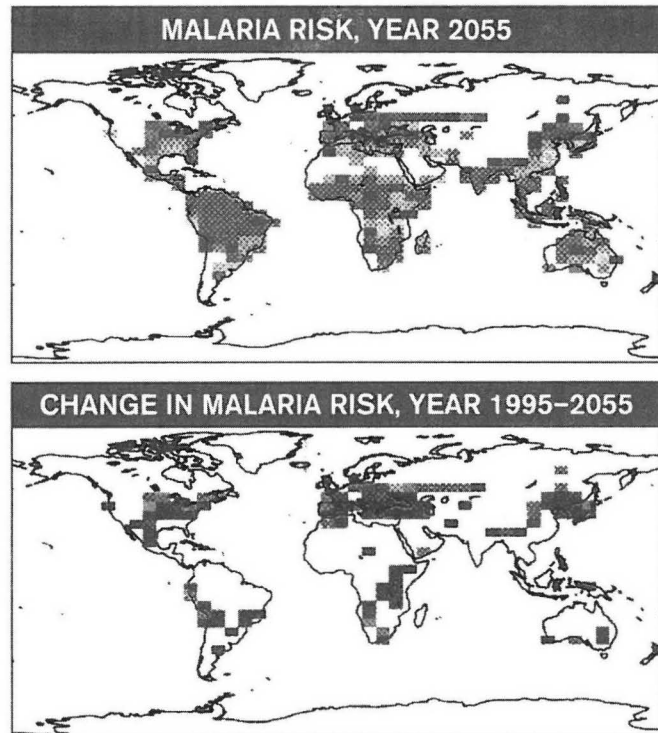 MALARIA RISK, YEAR 2055
CHANGE IN MALARIA RISK, YEAR 1995–2055